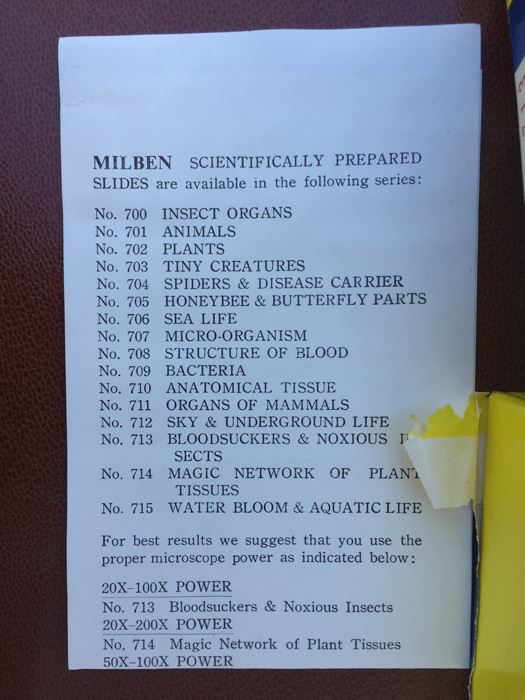 MILBEN SCIENTIFICALLY PREPARED
SLIDES are available in the following series:
No. 700 INSECT ORGANS
No. 701 ANIMALS
No. 702 PLANTS
No. 703 TINY CREATURES
No. 704 SPIDERS & DISEASE CARRIER
No. 705 HONEYBEE & BUTTERFLY PARTS
No. 706 SEA LIFE
No. 707 MICRO-ORGANISM
No. 708 STRUCTURE OF BLOOD
No. 709 BACTERIA
No. 710 ANATOMICAL TISSUE
No. 711 ORGANS OF MAMMALS
No. 712 SKY & UNDERGROUND LIFE
No. 713 BLOODSUCKERS & NOXIOUS
SECTS
No. 714 MAGIC NETWORK OF PLANT
TISSUES
No. 715 WATER BLOOM & AQUATIC LIFE
For best results we suggest that you use the
proper microscope power as indicated below:
20X-100X POWER
No. 713 Bloodsuckers & Noxious Insects
20X-200X POWER
No. 714 Magic Network of Plant Tissues
50X-100X POWER